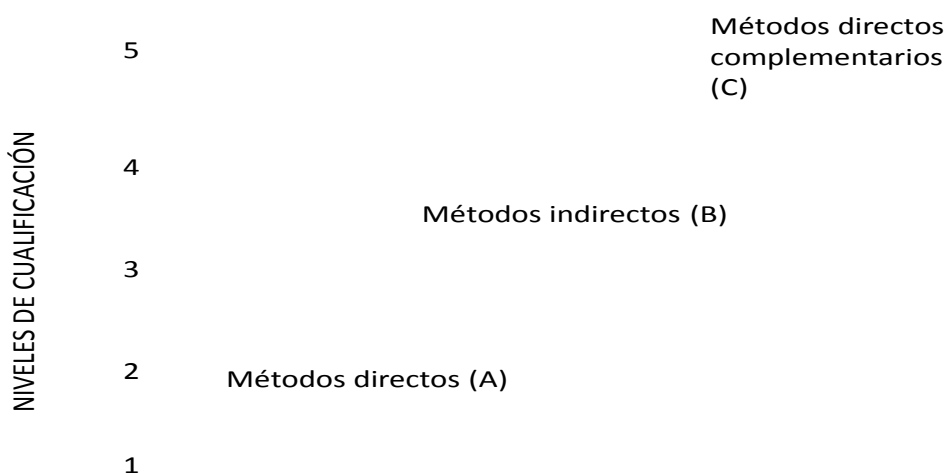 Métodos directos
complementarios
(C)
5
4
Métodos indirectos (B)
3
2
Métodos directos (A)
1
NIVELES DE CUALIFICACIÓN